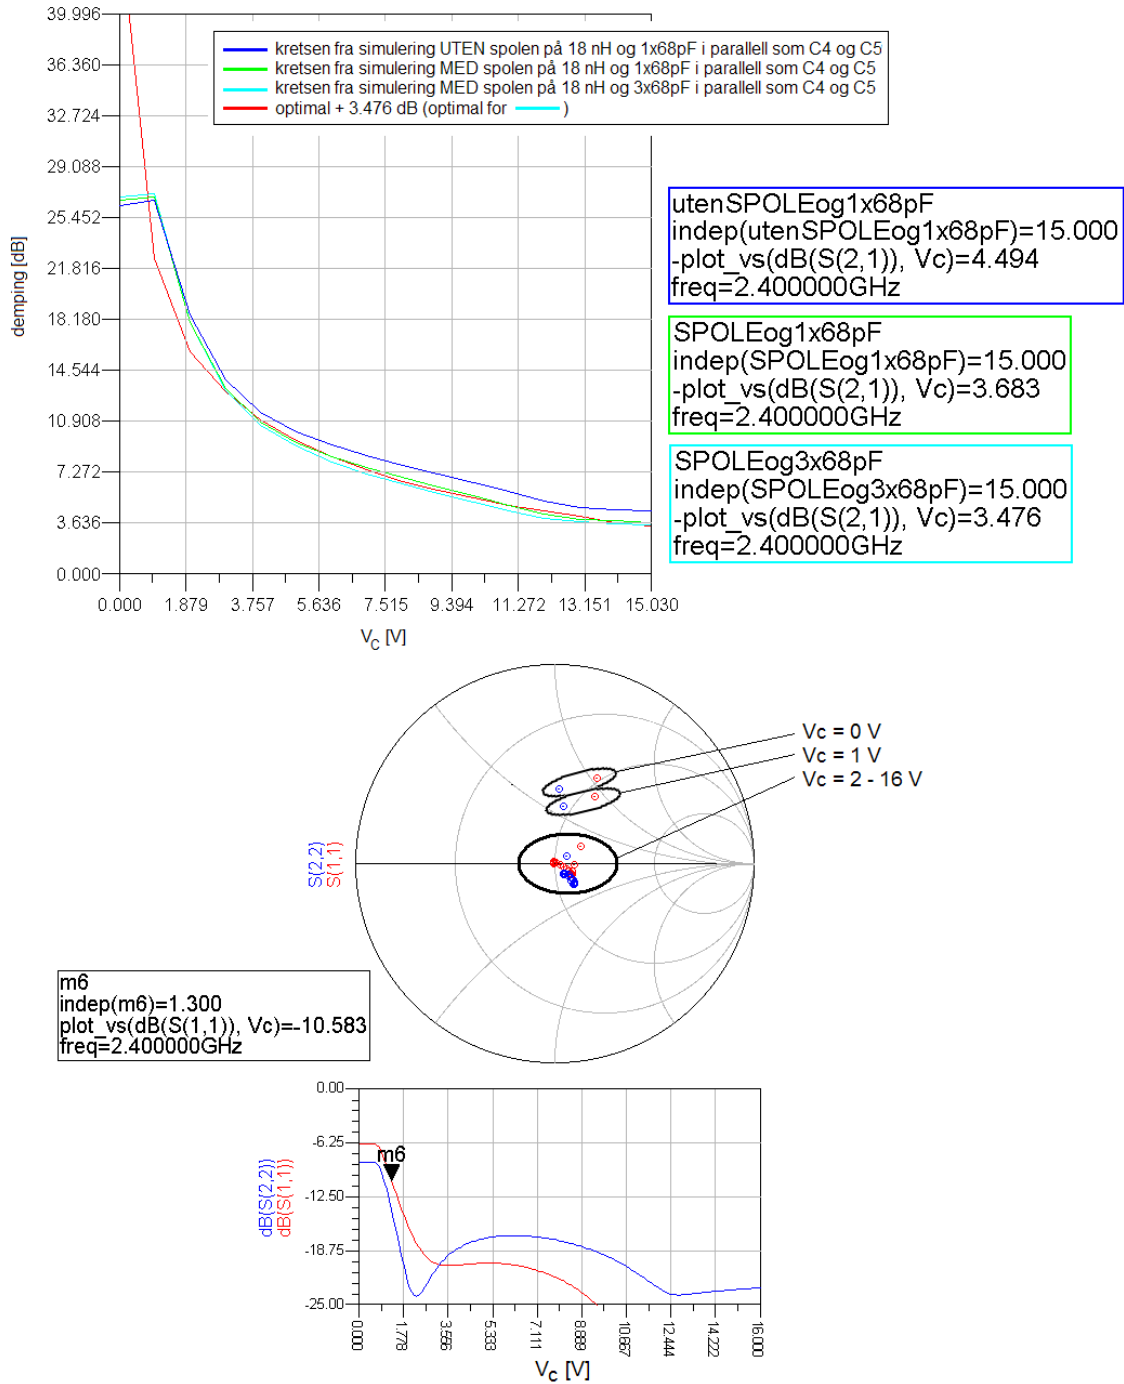 39.996
36.360
32.724
29.088
25.452
21.816
18.180
14.544
10.908
7.272
3.636
0.000
demping [dB]
kretsen fra simulering UTEN spolen på 18 nH og 1x68pF i parallell som C4 og C5
kretsen fra simulering MED spolen på 18 nH og 1x68pF i parallell som C4 og C5
kretsen fra simulering MED spolen på 18 nH og 3x68pF i parallell som C4 og C5
optimal + 3.476 dB (optimal for )
0.000 1.879 3.757 5.636 7.515 9.394 11.272 13.151 15.030
VC [V]
utenSPOLEog1x68pF
indep(utenSPOLEog1x68pF)=15.000
-plot_vs(dB(S(2,1)), Vc)=4.494
freq=2.400000GHz
SPOLEog1x68pF
indep(SPOLEog1x68pF)=15.000
-plot_vs(dB(S(2,1)), Vc)=3.683
freq=2.400000GHz
SPOLEog3x68pF
indep(SPOLEog3x68pF)=15.000
-plot_vs(dB(S(2,1)), Vc)=3.476
freq=2.400000GHz
Vc = 0 V
Vc = 1 V
Vc = 2 - 16 V
S(2,2)
S(1,1)
m6
indep(m6)=1.300
plot_vs(dB(S(1,1)), Vc)=-10.583
freq=2.400000GHz
0.00
-6.25
-12.50
-18.75
-25.00
dB(S(2,2))
dB(S(1,1))
m6
0.000 1.778 3.556 5.333 7.111 8.889 10.667 12.444 14.222 16.000
VC [V]